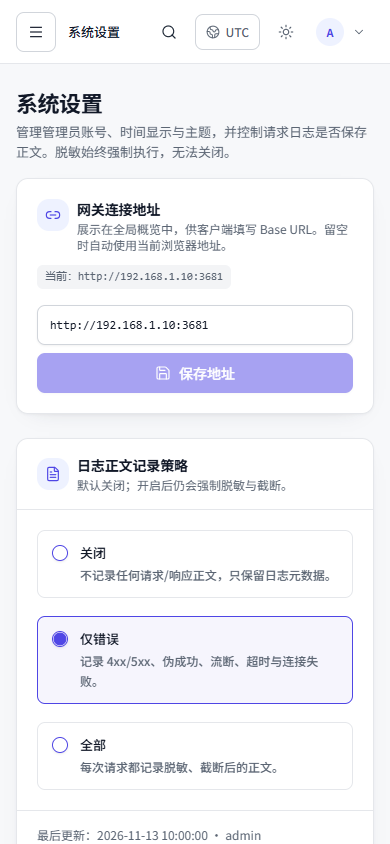 系统设置
UTC
A
系统设置
管理管理员账号、时间显示与主题，并控制请求日志是否保存
正文。脱敏始终强制执行，无法关闭。
网关连接地址
展示在全局概览中，供客户端填写 Base URL。留空
时自动使用当前浏览器地址。
当前：http://192.168.1.10:3681
http://192.168.1.10:3681
保存地址
日志正文记录策略
默认关闭；开启后仍会强制脱敏与截断。
关闭
不记录任何请求/响应正文，只保留日志元数据。
仅错误
记录 4xx/5xx、伪成功、流断、超时与连接失
败。
全部
每次请求都记录脱敏、截断后的正文。
最后更新：2026-11-13 10:00:00 · admin